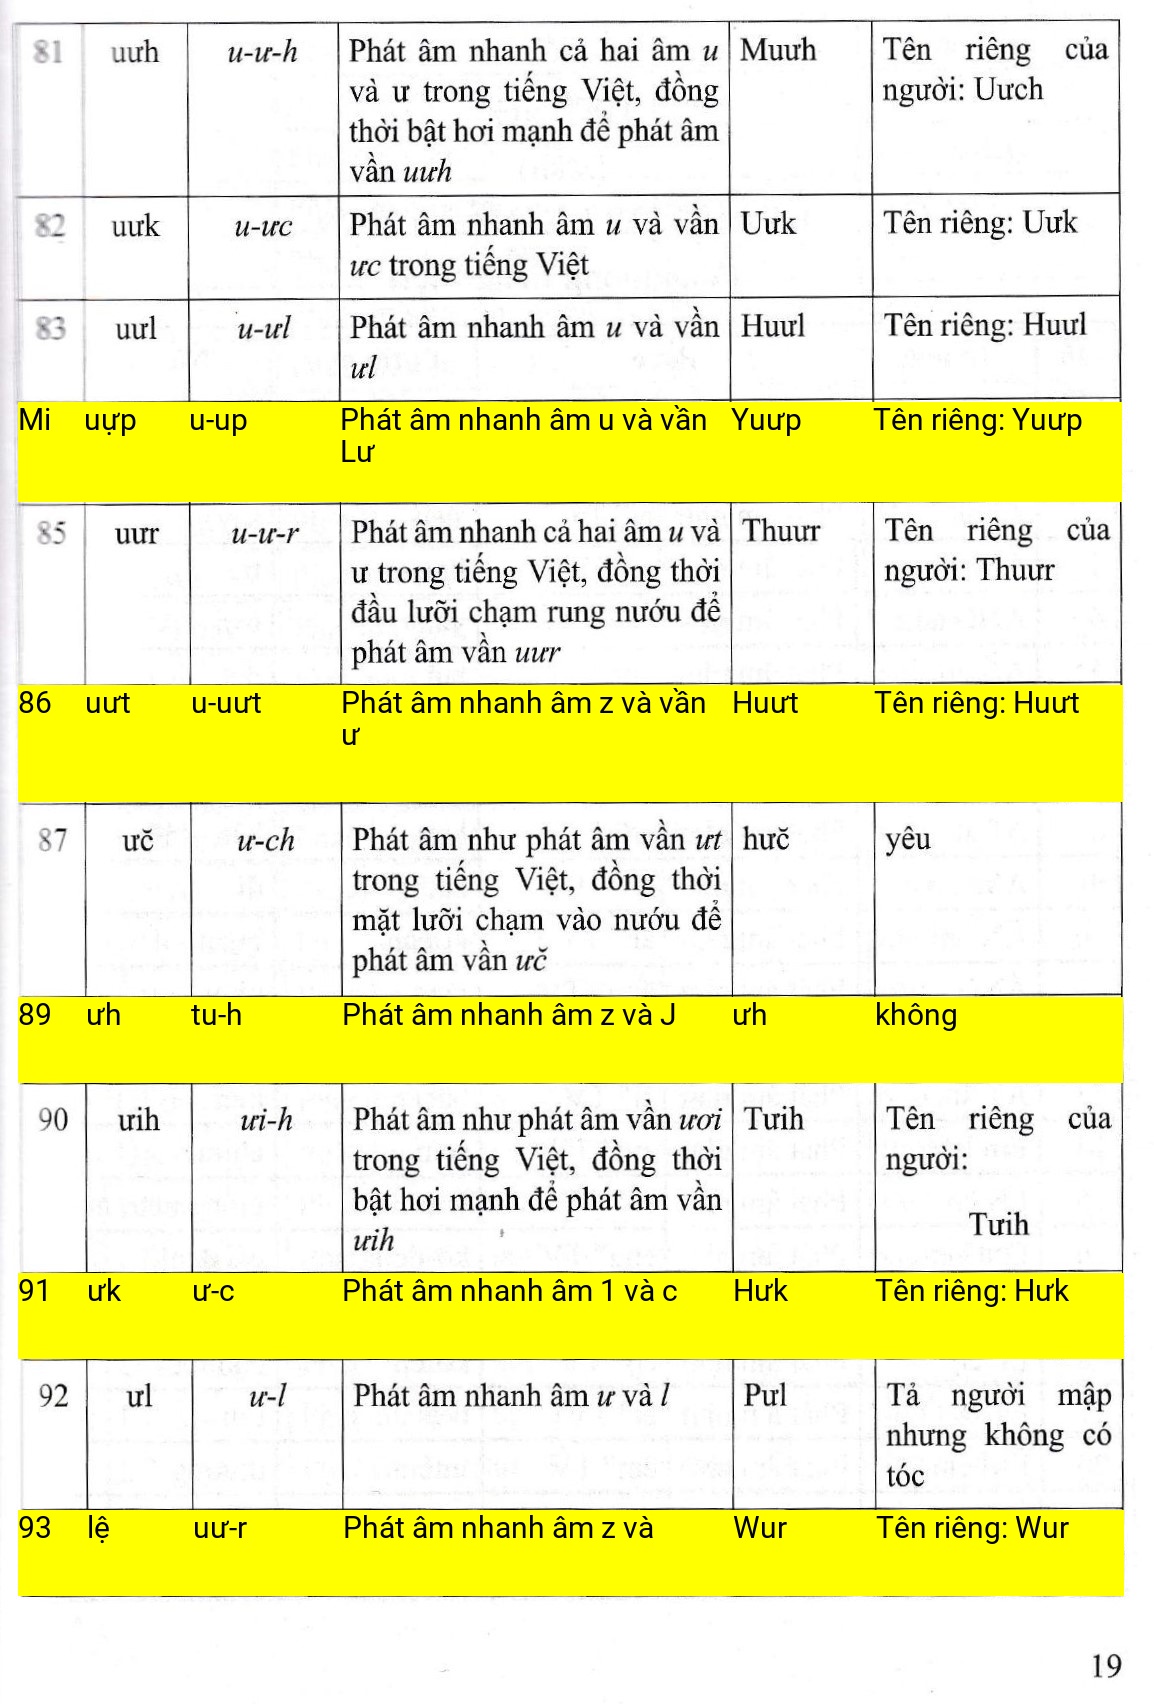 81 uưh u-ư-h Phát âm nhanh cả hai âm u Muưh Tên riêng của
và ư trong tiếng Việt, đồng người: Uưch
thời bật hơi mạnh để phát âm
vần uưh
82 uưk u-ưc Phát âm nhanh âm u và vần Uưk Tên riêng: Uưk
ưc trong tiếng Việt
83 uưl u-ưl Phát âm nhanh âm u và vần Huưl Tên riêng: Huưl
ưl
Mi uựp u-up Phát âm nhanh âm u và vần Yuưp Tên riêng: Yuưp
Lư
85 uưr u-ư-r Phát âm nhanh cả hai âm u và Thuưr Tên riêng của
ư trong tiếng Việt, đồng thời người: Thuưr
đầu lưỡi chạm rung nướu để
phát âm vần uưr
86 uưt u-uưt Phát âm nhanh âm z và vần Huưt Tên riêng: Huưt
ư
87 ưč ư-ch Phát âm như phát âm vần ưt hưč yêu
trong tiếng Việt, đồng thời
mặt lưỡi chạm vào nướu để
phát âm vần ưč
89 ưh tu-h Phát âm nhanh âm z và J ưh không
90 ưih ưi-h Phát âm như phát âm vần ươi Tưih Tên riêng của
trong tiếng Việt, đồng thời người:
bật hơi mạnh để phát âm vần Tưih
ưih
91 ưk ư-c Phát âm nhanh âm 1 và c Hưk Tên riêng: Hưk
92 ưl ư-l Phát âm nhanh âm ư và l Pưl Tả người mập
nhưng không có
tóc
93 lệ uư-r Phát âm nhanh âm z và Wur Tên riêng: Wur
19